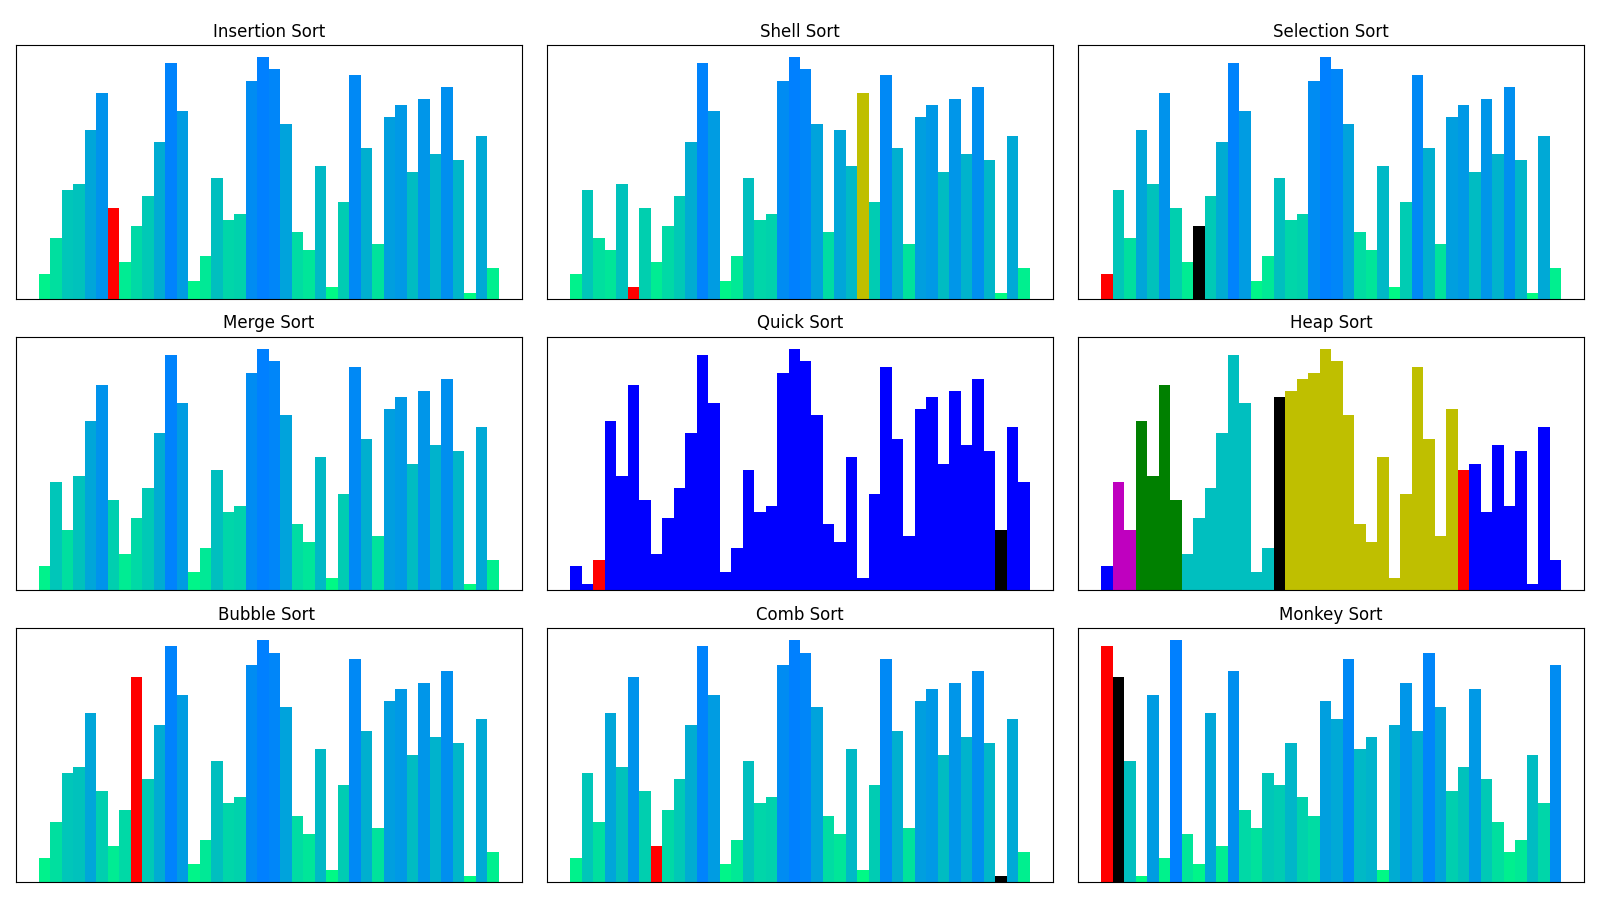 Insertion Sort
Shell Sort
Selection Sort
Merge Sort
Quick Sort
Heap Sort
Bubble Sort
Comb Sort
Monkey Sort